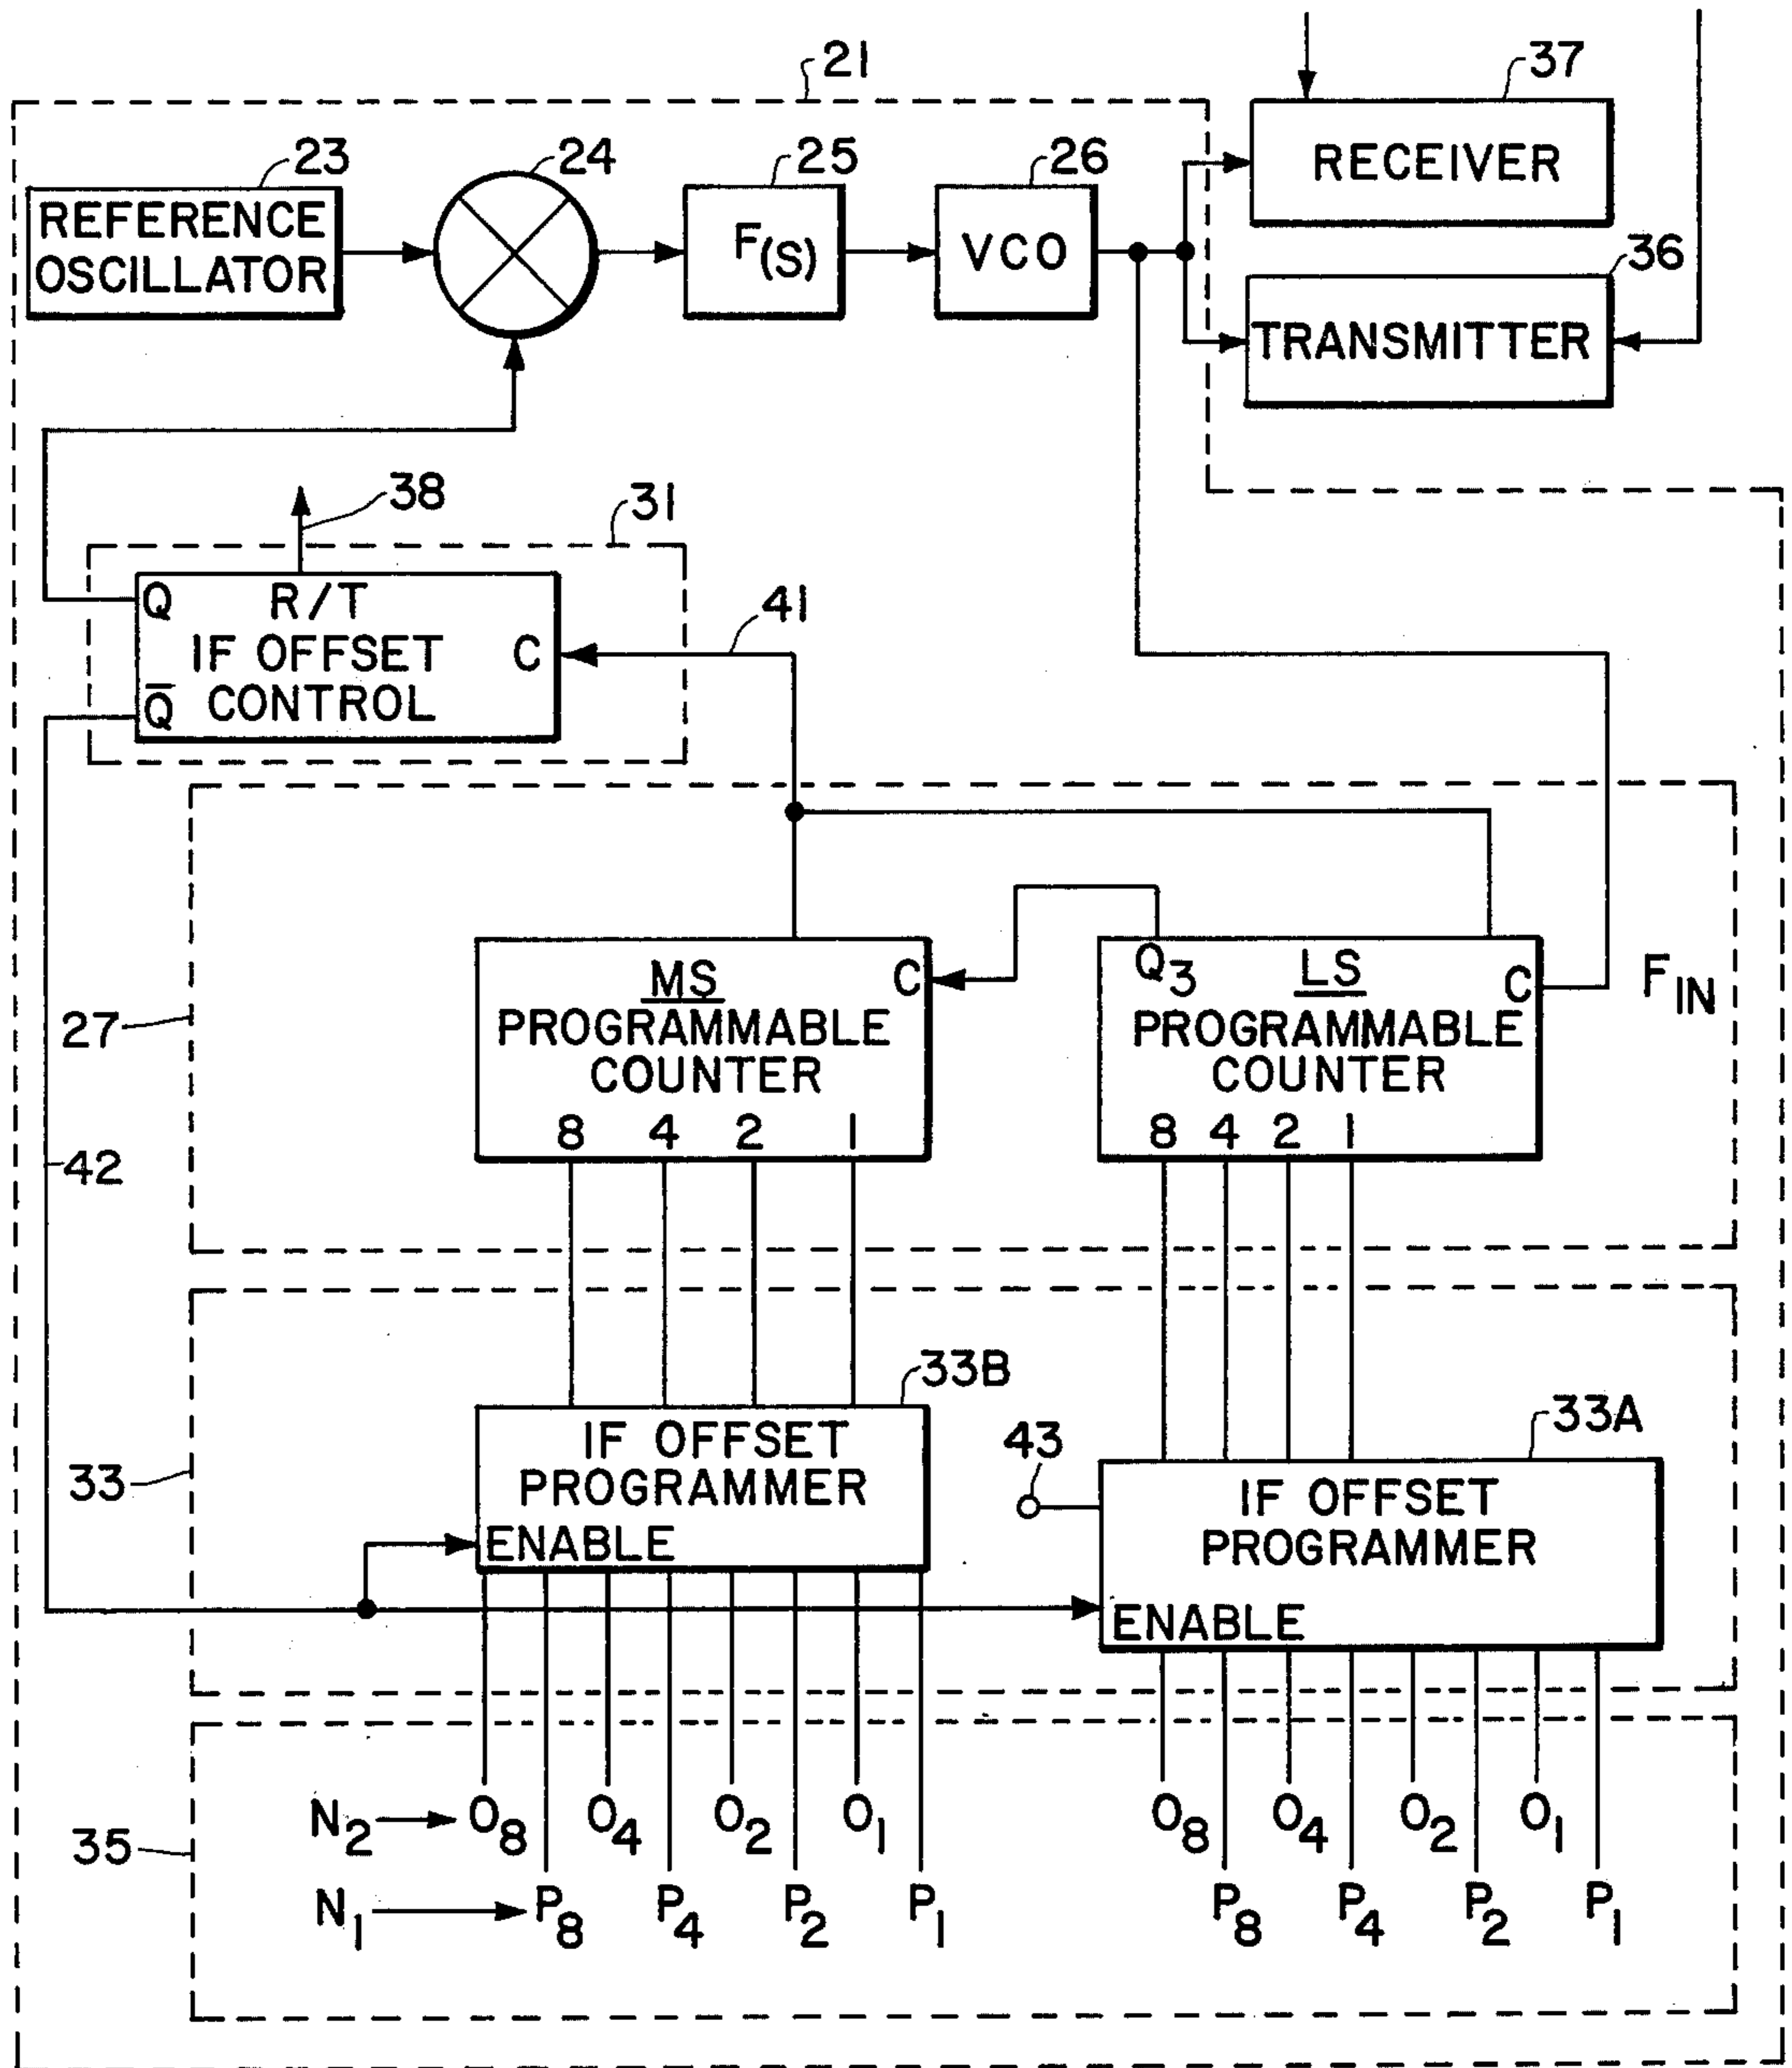 21
37
23
24
25
26
RECEIVER
REFERENCE
OSCILLATOR
F(S)
VCO
36
TRANSMITTER
38
31
41
Q
R/T
IF OFFSET
CONTROL
C
Q̅
MS
PROGRAMMABLE
COUNTER
C
8 4 2 1
Q3
LS
PROGRAMMABLE
COUNTER
C
8 4 2 1
FIN
27
42
33B
33A
43
33
IF OFFSET
PROGRAMMER
ENABLE
IF OFFSET
PROGRAMMER
ENABLE
N2 O8 O4 O2 O1 O8 O4 O2 O1
35
N1 P8 P4 P2 P1 P8 P4 P2 P1